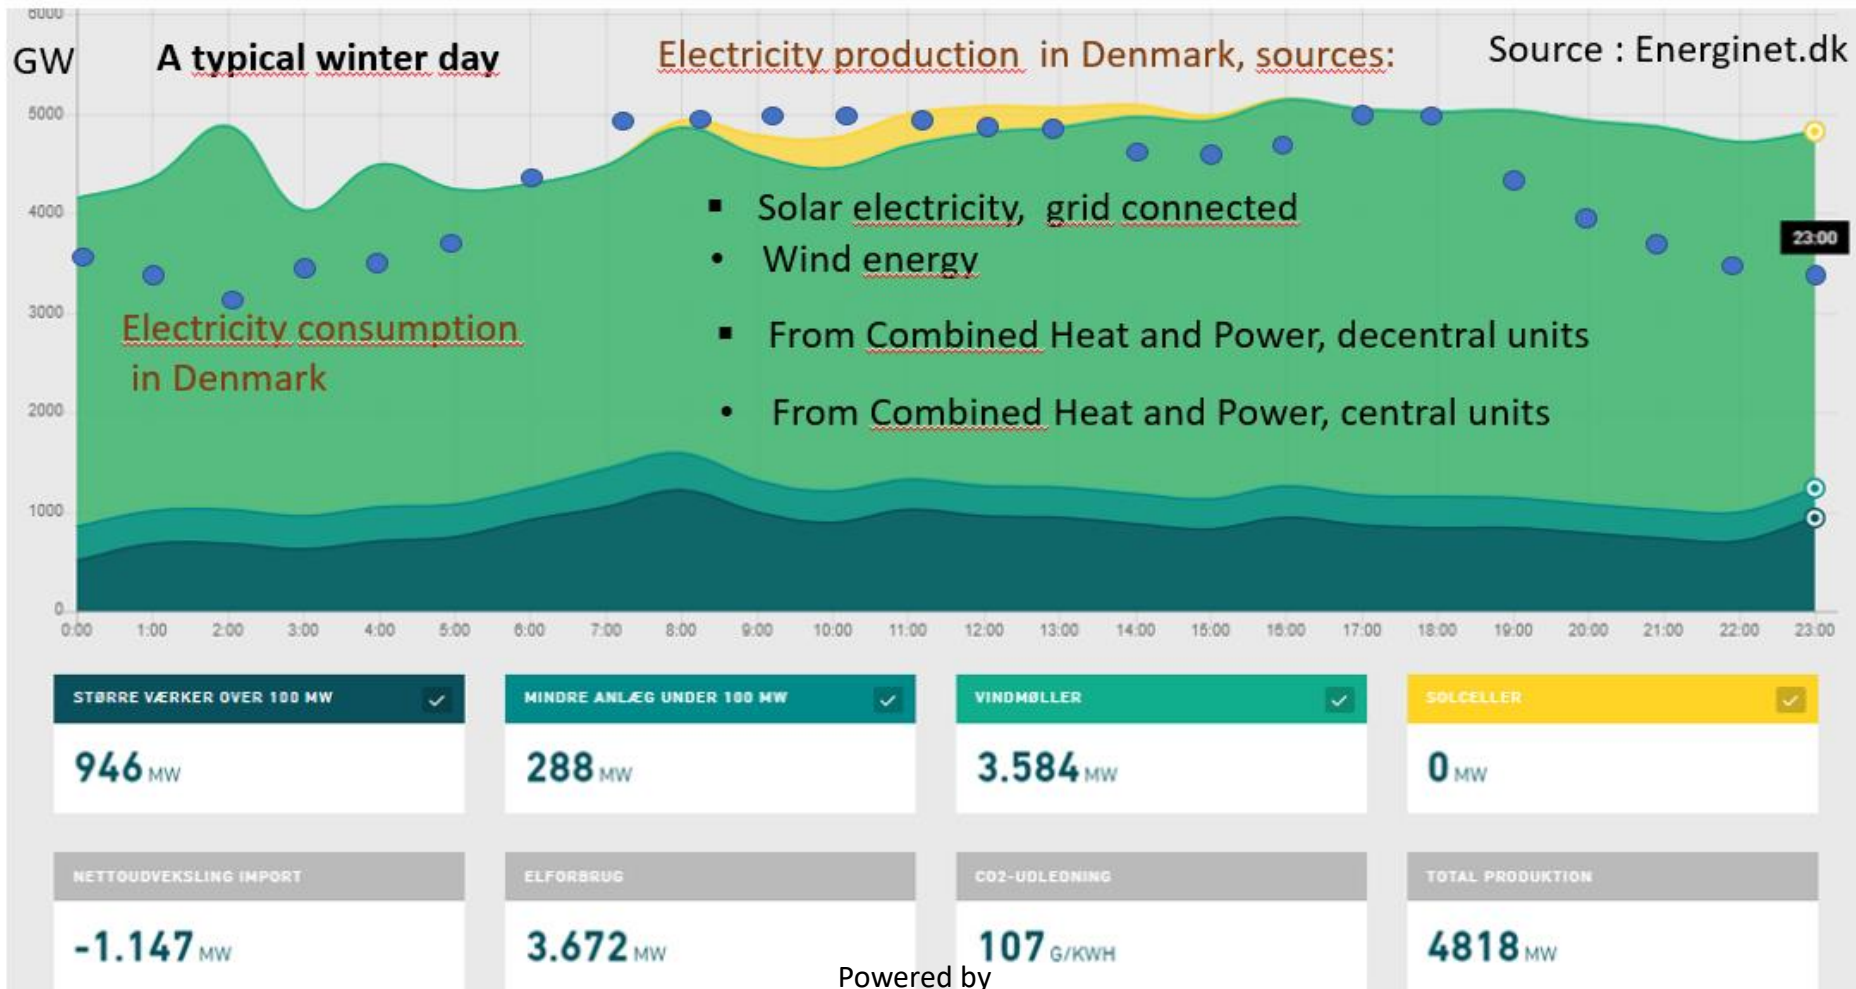 6000
GW
A typical winter day
Electricity production in Denmark, sources:
Source : Energinet.dk
5000
4000
3000
2000
1000
0
▪ Solar electricity, grid connected
• Wind energy
▪ From Combined Heat and Power, decentral units
• From Combined Heat and Power, central units
23:00
Electricity consumption
in Denmark
0:00 1:00 2:00 3:00 4:00 5:00 6:00 7:00 8:00 9:00 10:00 11:00 12:00 13:00 14:00 15:00 16:00 17:00 18:00 19:00 20:00 21:00 22:00 23:00
STØRRE VÆRKER OVER 100 MW
946 MW
MINDRE ANLÆG UNDER 100 MW
288 MW
VINDMØLLER
3.584 MW
SOLCELLER
0 MW
NETTOUDVEKSLING IMPORT
-1.147 MW
ELFORBRUG
3.672 MW
CO2-UDLEDNING
107 G/KWH
TOTAL PRODUKTION
4818 MW
Powered by